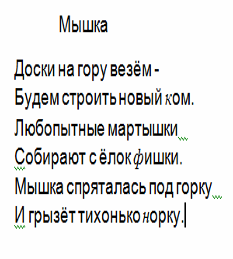 Мышка
Доски на гору везём -
Будем строить новый ком.
Любопытные мартышки
Собирают с ёлок фишки.
Мышка спряталась под горку
И грызёт тихонько норку.